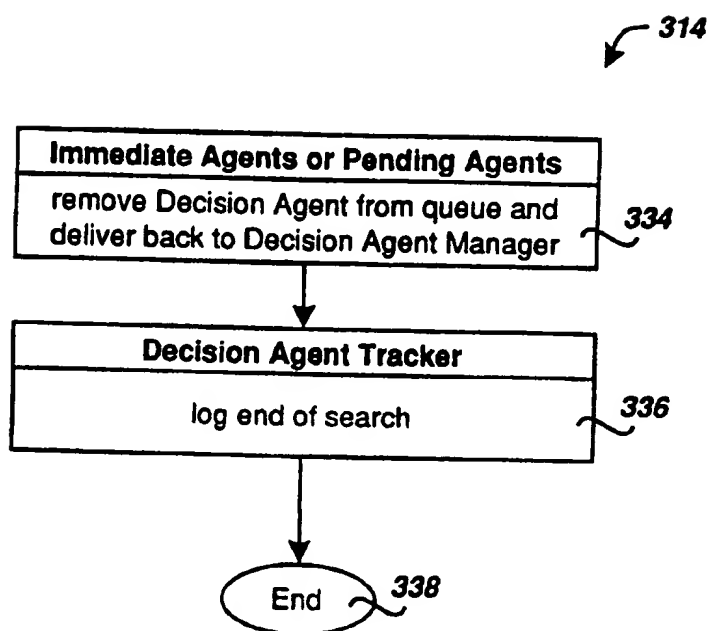 314
Immediate Agents or Pending Agents
remove Decision Agent from queue and
deliver back to Decision Agent Manager
334
Decision Agent Tracker
log end of search
336
End
338